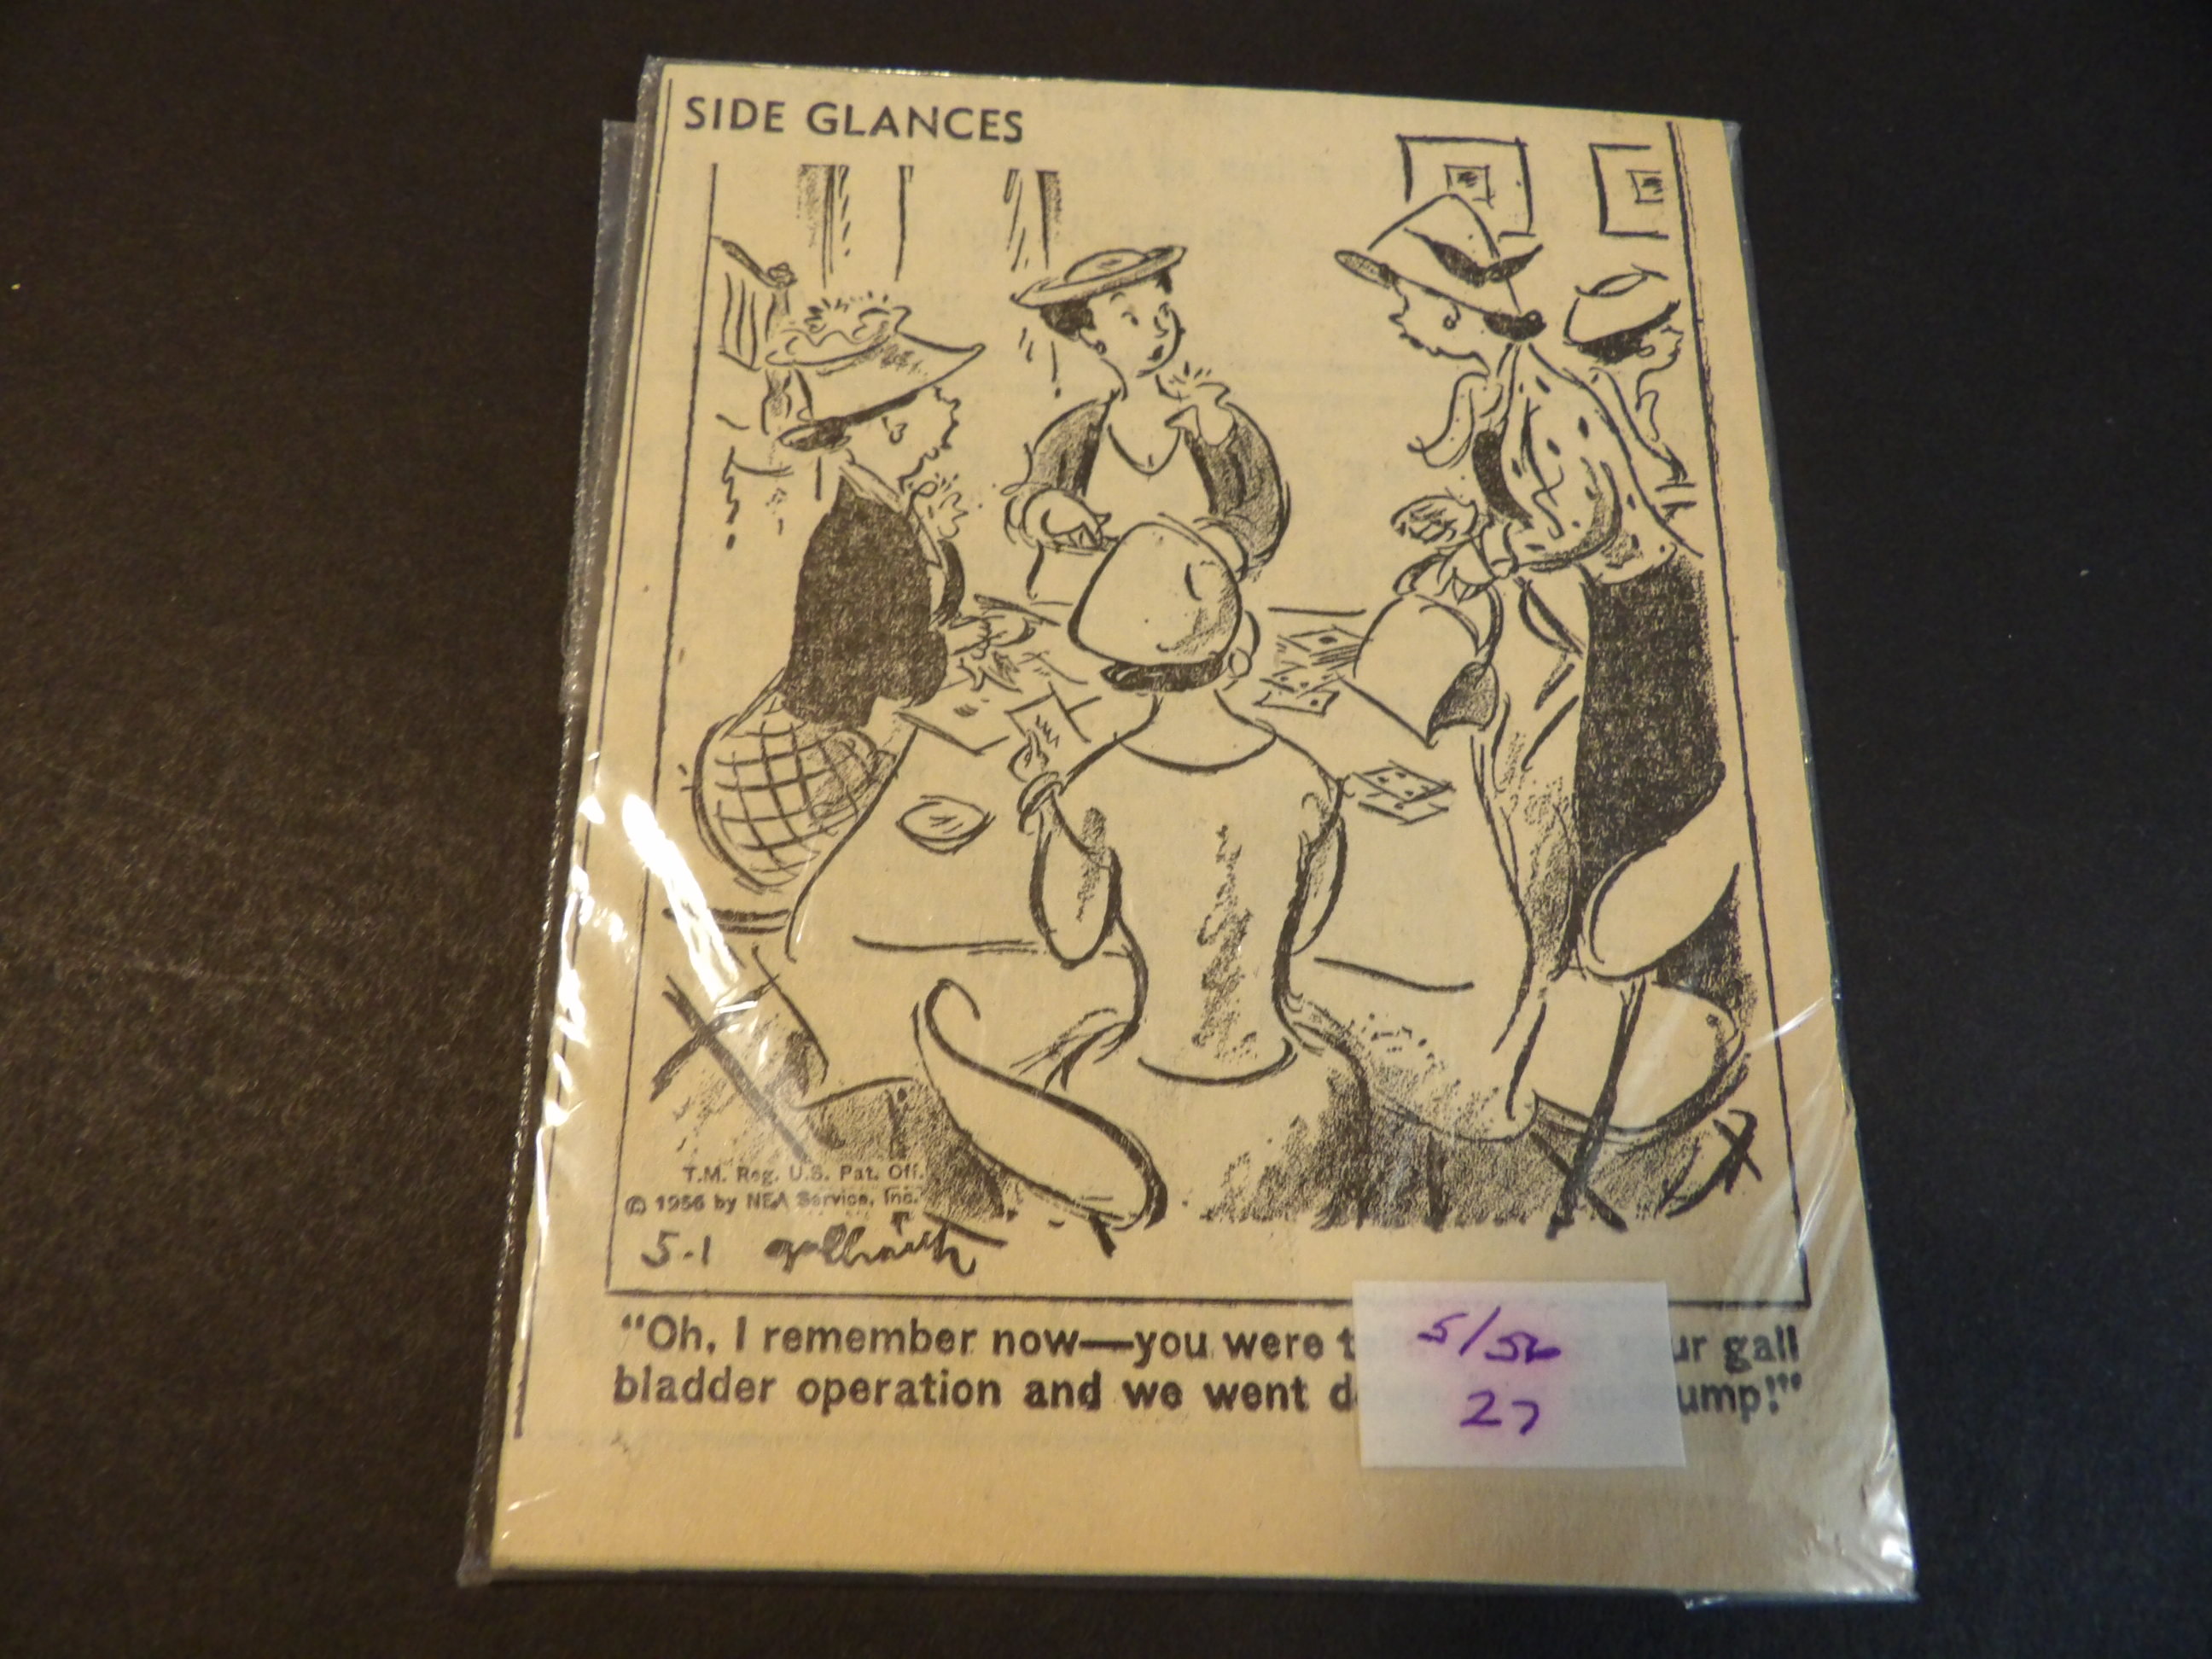 SIDE GLANCES
T.M. Reg. U.S. Pat. Off.
© 1956 by NEA Service, Inc.
5-1 galbraith
"Oh, I remember now—you were ur gall
bladder operation and we went ump!"
5/56
27